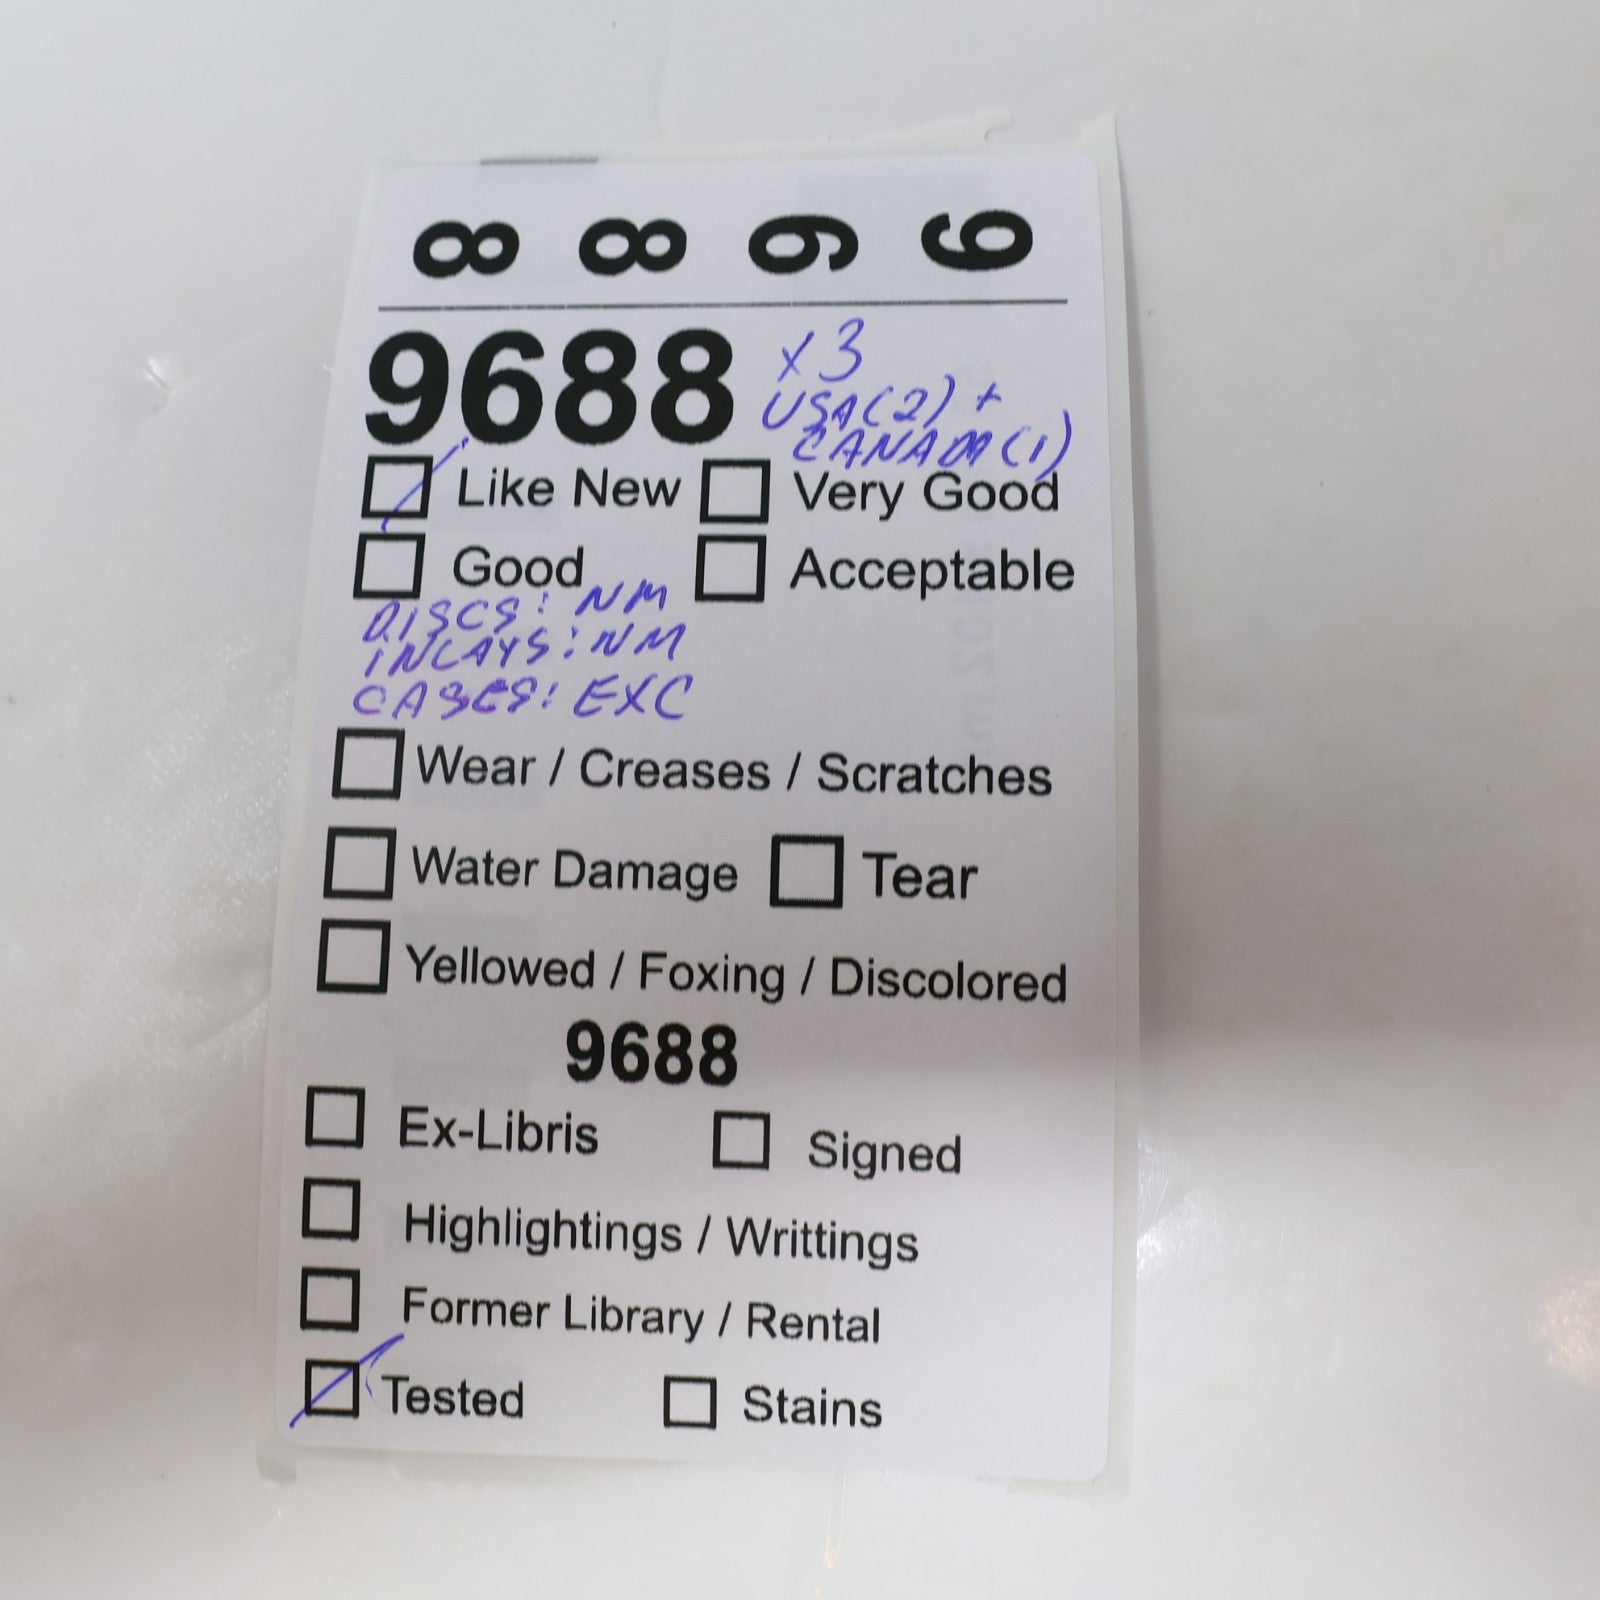 8 8 6 9
9688 x3
USA(2) +
CANADA(1)
Like New Very Good
Good Acceptable
DISCS: NM
INLAYS: NM
CASES: EXC
Wear / Creases / Scratches
Water Damage Tear
Yellowed / Foxing / Discolored
9688
Ex-Libris Signed
Highlightings / Writtings
Former Library / Rental
Tested Stains